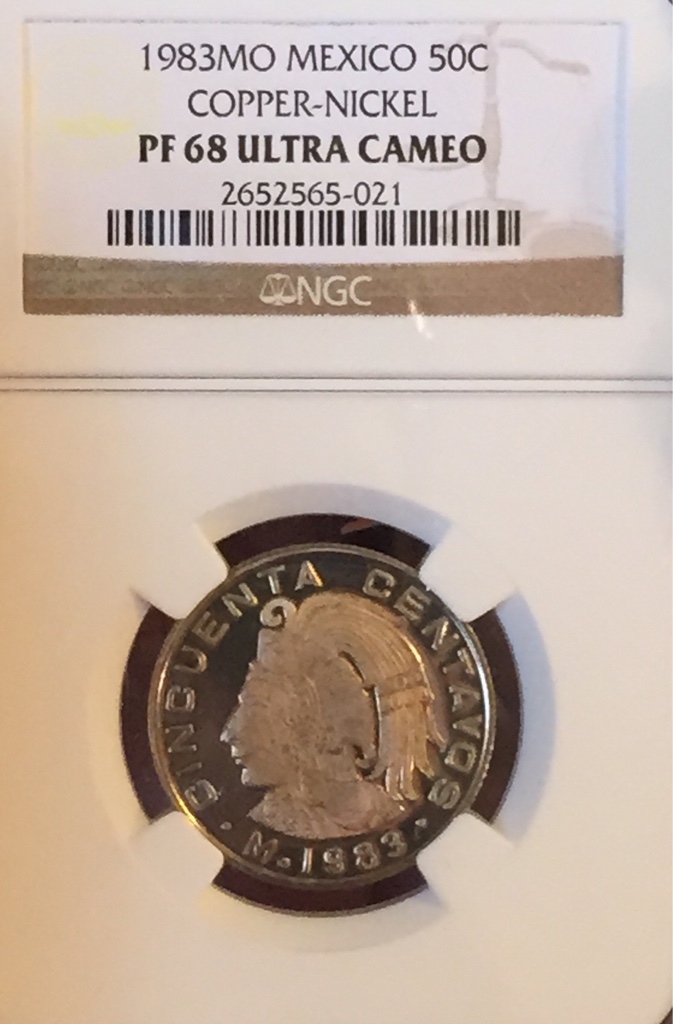 1983MO MEXICO 50C
COPPER-NICKEL
PF 68 ULTRA CAMEO
2652565-021
NGC
CINCUENTA CENTAVOS
M. 1983